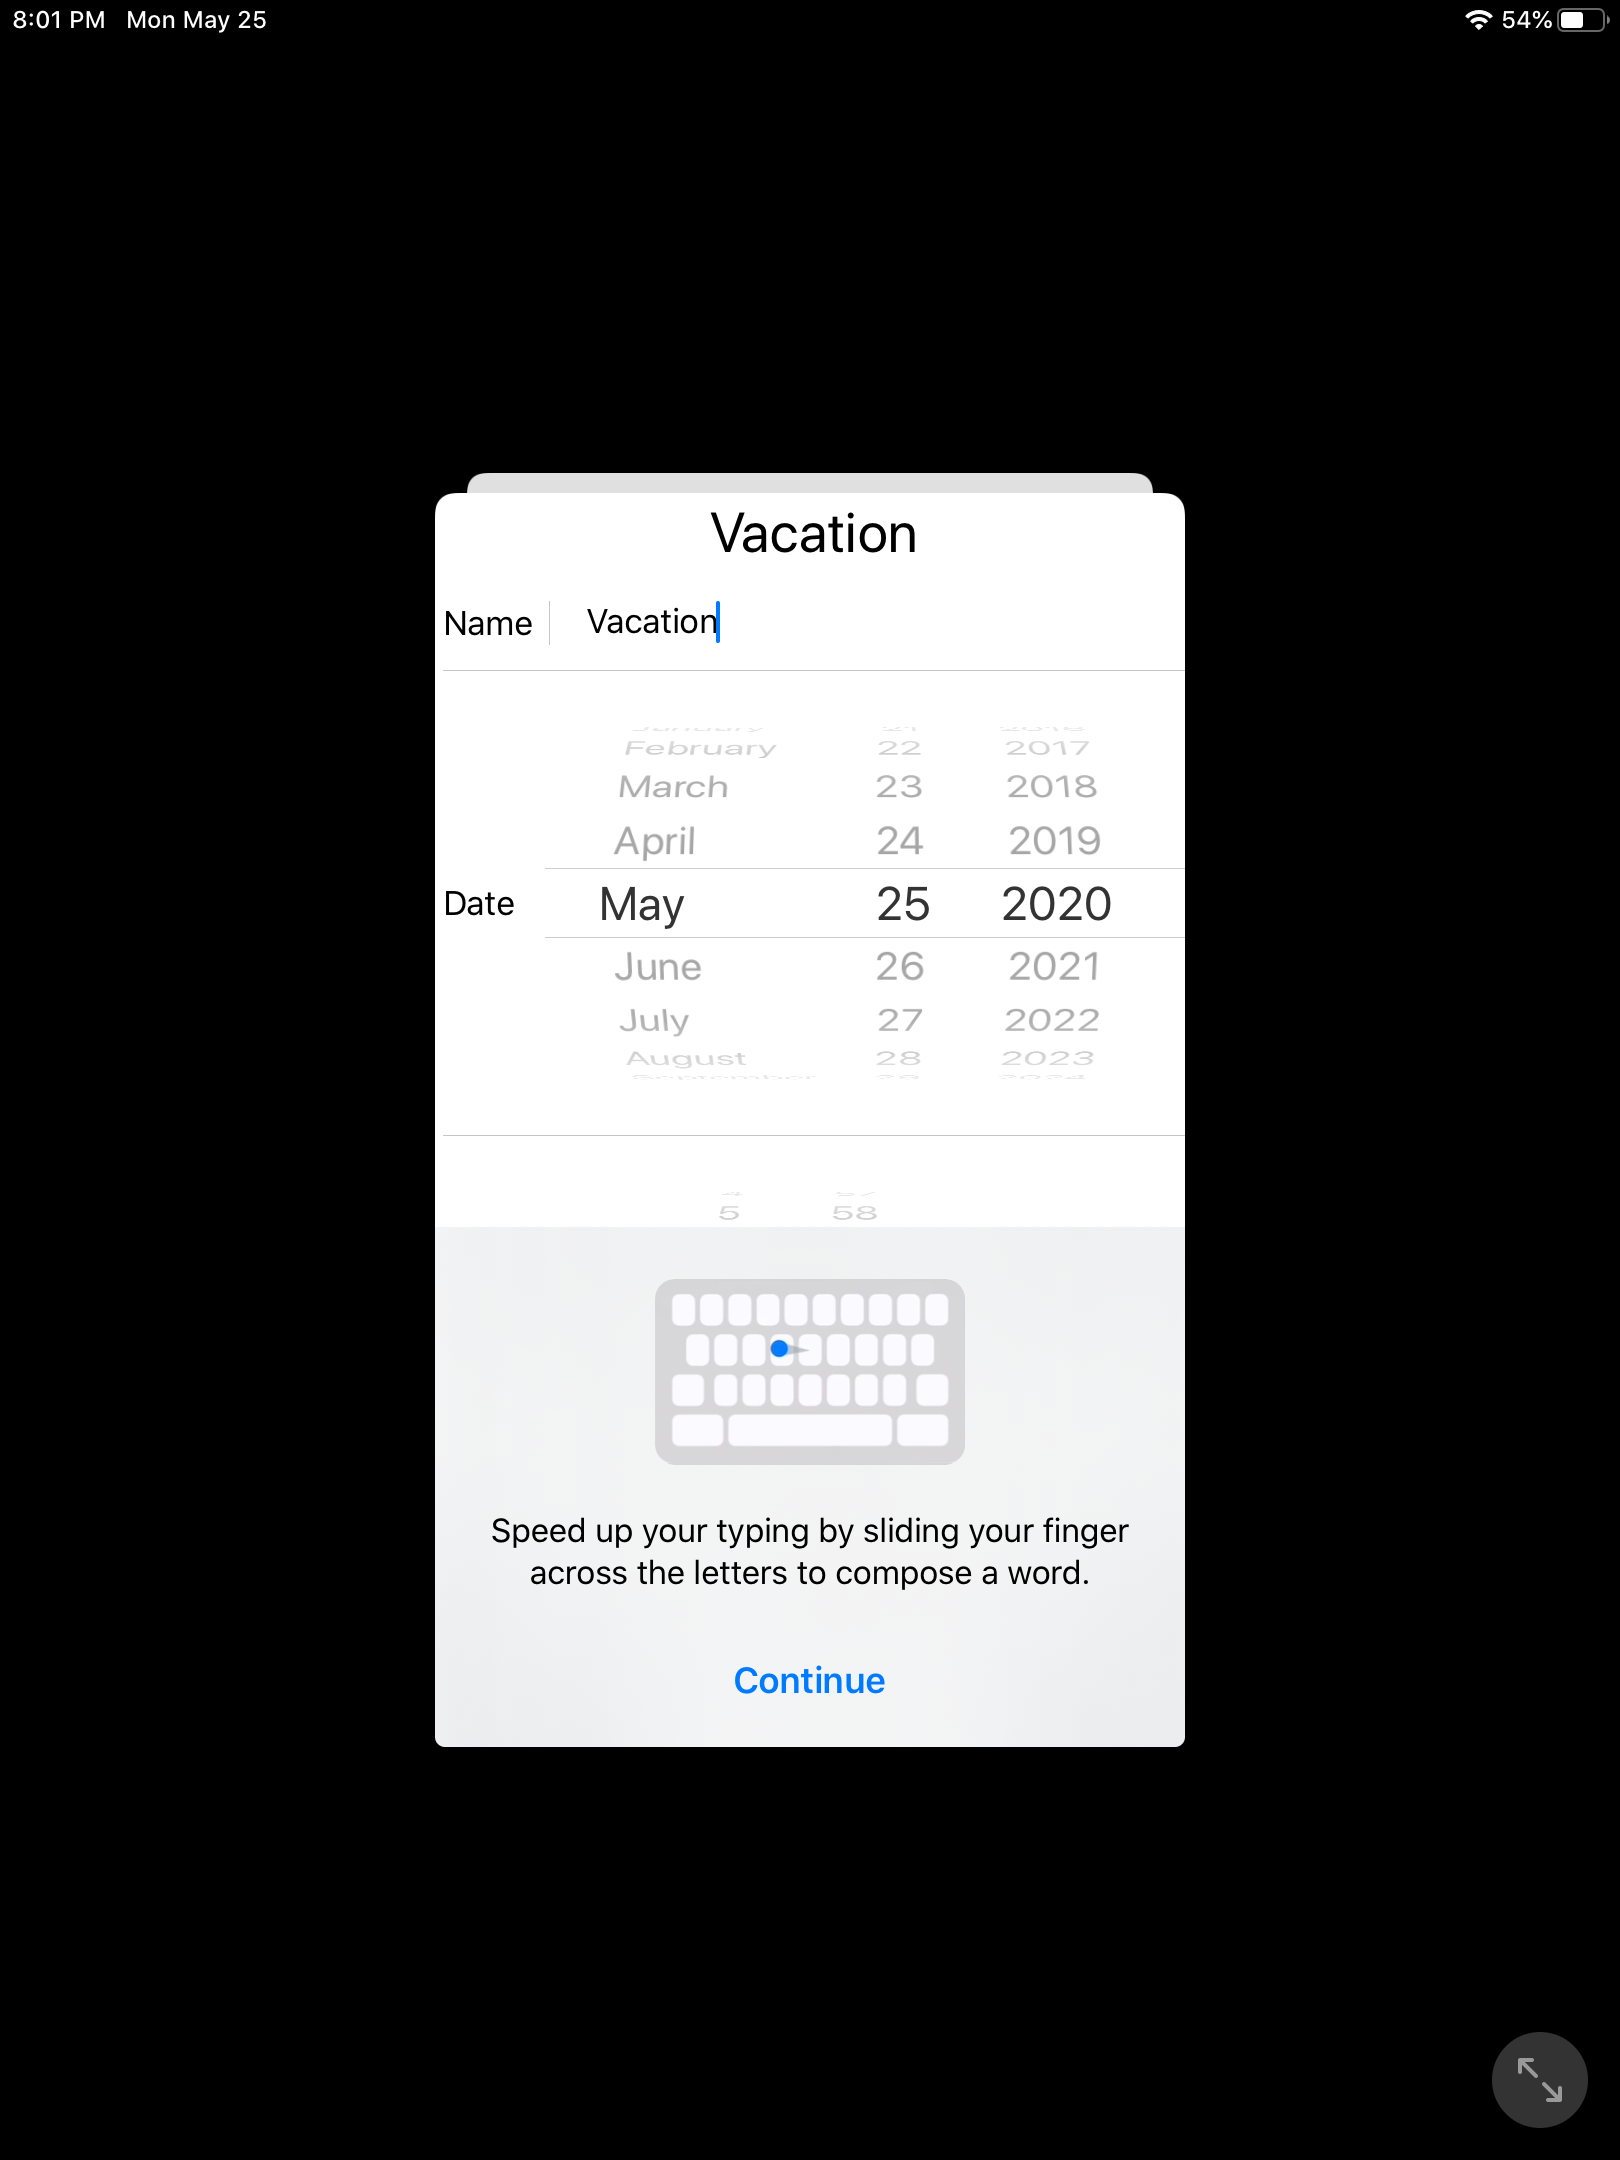 8:01 PM Mon May 25 54%
Vacation
Name Vacation
February 22 2017
March 23 2018
April 24 2019
Date May 25 2020
June 26 2021
July 27 2022
August 28 2023
5 58
Speed up your typing by sliding your finger
across the letters to compose a word.
Continue